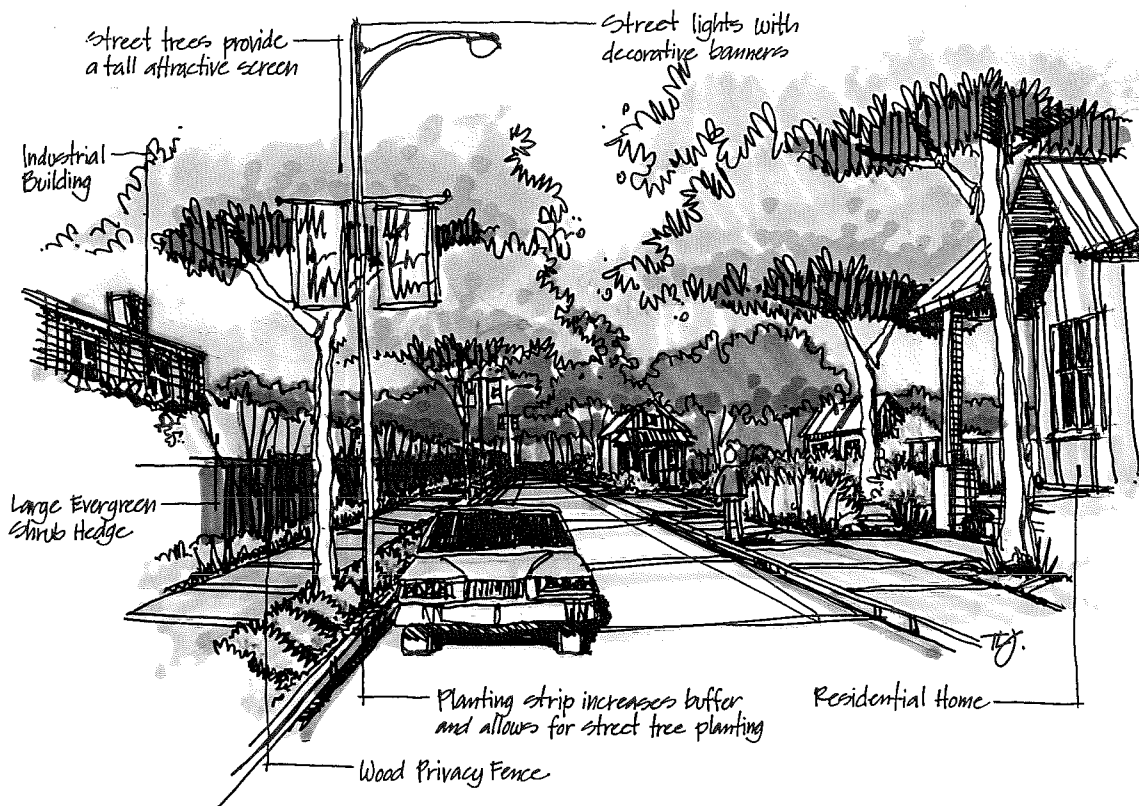 Street trees provide
a tall attractive screen
Street lights with
decorative banners
Industrial
Building
Large Evergreen
Shrub Hedge
Planting strip increases buffer
and allows for street tree planting
Residential Home
Wood Privacy Fence